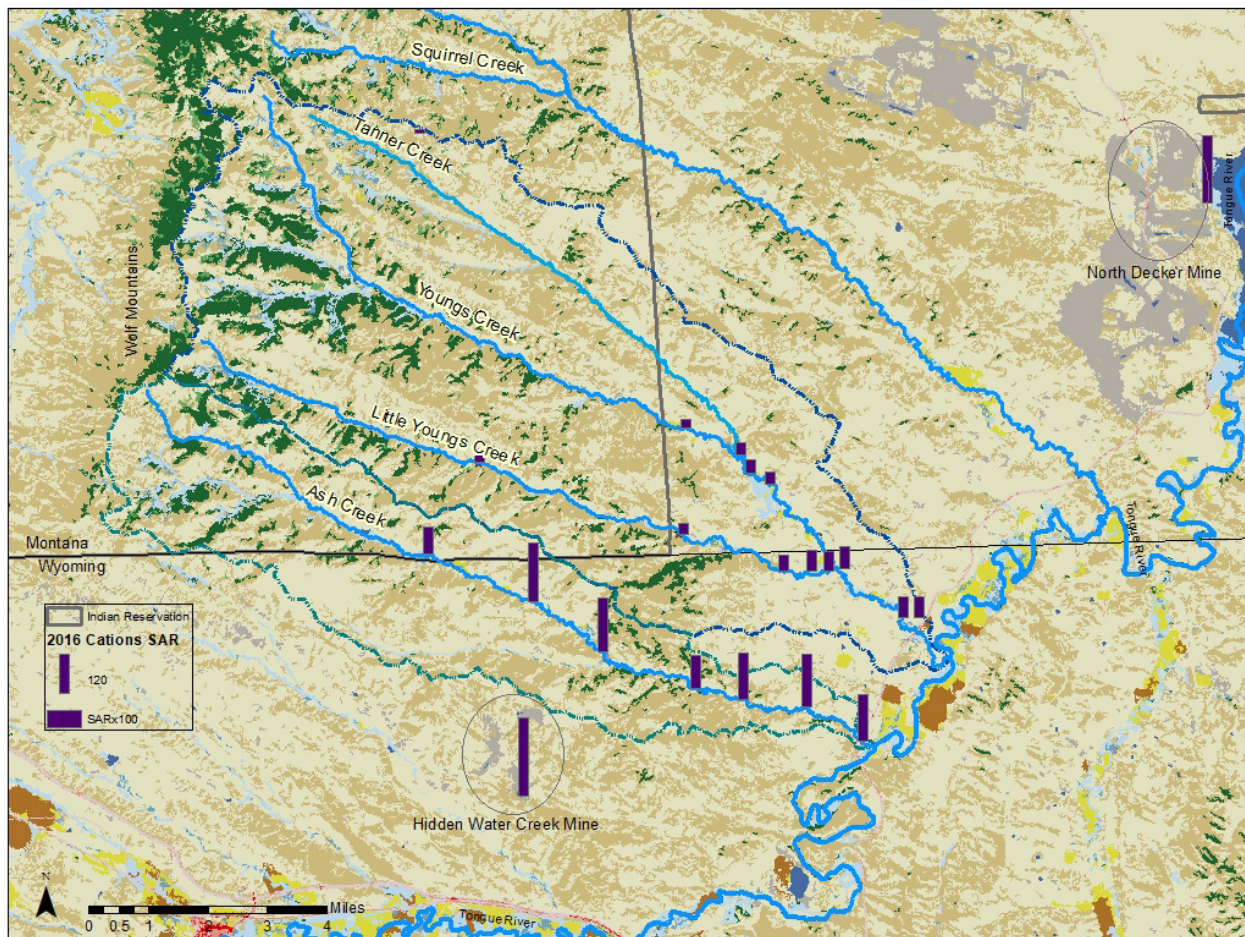 Squirrel Creek
Tanner Creek
Tongue River
North Decker Mine
Wolf Mountains
Youngs Creek
Little Youngs Creek
Ash Creek
Tongue River
Montana
Wyoming
Indian Reservation
2016 Cations SAR
120
SARx100
Hidden Water Creek Mine
N
Miles
0 0.5 1 2 3 4
Tongue River